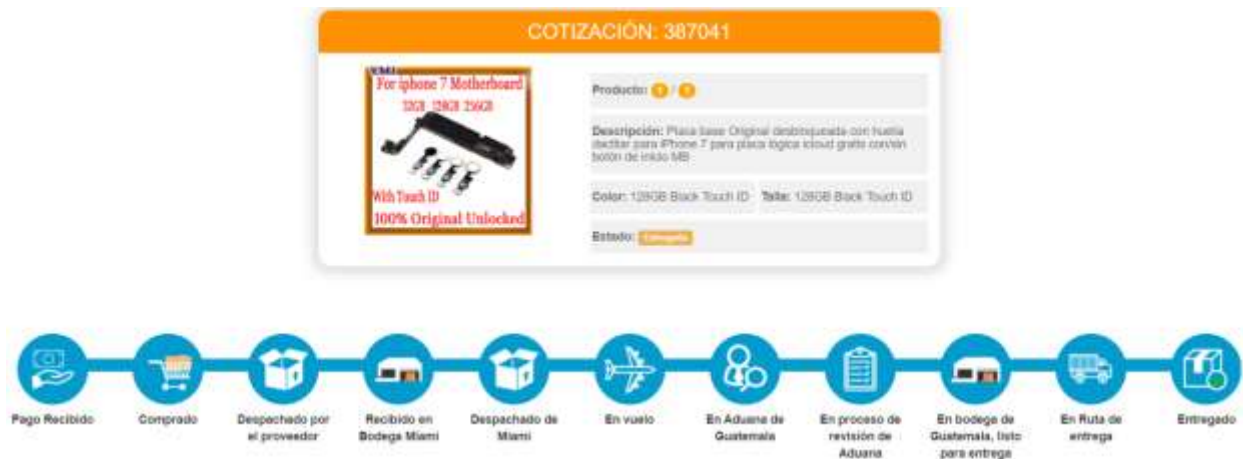 COTIZACIÓN: 387041
For iphone 7 Motherboard
32GB 128GB 256GB
With Touch ID
100% Original Unlocked
Producto: 1 / 1
Descripción: Placa base Original desbloqueada con huella
dactilar para iPhone 7 para placa lógica icloud gratis con/sin
botón de inicio MB
Color: 128GB Black Touch ID Talla: 128GB Black Touch ID
Estado: Entregado
Pago Recibido
Comprado
Despachado por
el proveedor
Recibido en
Bodega Miami
Despachado de
Miami
En vuelo
En Aduana de
Guatemala
En proceso de
revisión de
Aduana
En bodega de
Guatemala, listo
para entrega
En Ruta de
entrega
Entregado